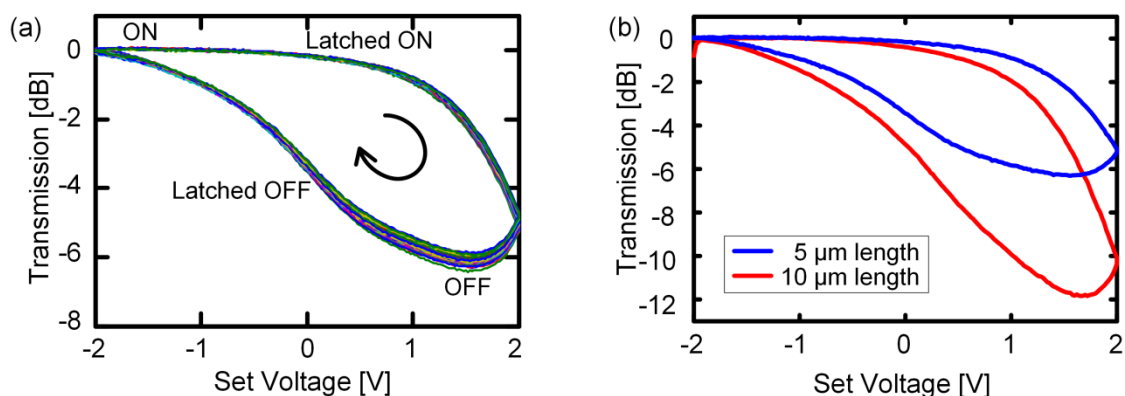 (a)
ON
Latched ON
Latched OFF
OFF
Transmission [dB]
0
-2
-4
-6
-8
-2
-1
0
1
2
Set Voltage [V]
(b)
Transmission [dB]
0
-2
-4
-6
-8
-10
-12
5 µm length
10 µm length
-2
-1
0
1
2
Set Voltage [V]